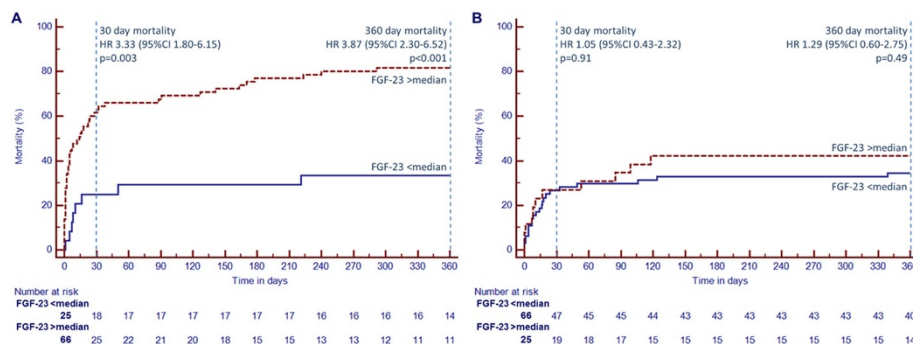 A
30 day mortality
HR 3.33 (95%CI 1.80-6.15)
p=0.003
360 day mortality
HR 3.87 (95%CI 2.30-6.52)
p<0.001
FGF-23 >median
FGF-23 <median
Mortality (%)
100
80
60
40
20
0
0 30 60 90 120 150 180 210 240 270 300 330 360
Time in days
Number at risk
FGF-23 <median
25 18 17 17 17 17 17 17 16 16 16 16 14
FGF-23 >median
66 25 22 21 20 18 15 15 13 13 12 11 11
B
30 day mortality
HR 1.05 (95%CI 0.43-2.32)
p=0.91
360 day mortality
HR 1.29 (95%CI 0.60-2.75)
p=0.49
FGF-23 >median
FGF-23 <median
Mortality (%)
100
80
60
40
20
0
0 30 60 90 120 150 180 210 240 270 300 330 360
Time in days
FGF-23 <median
66 47 45 45 44 43 43 43 43 43 43 43 40
FGF-23 >median
25 19 18 17 15 15 15 15 15 15 15 15 14